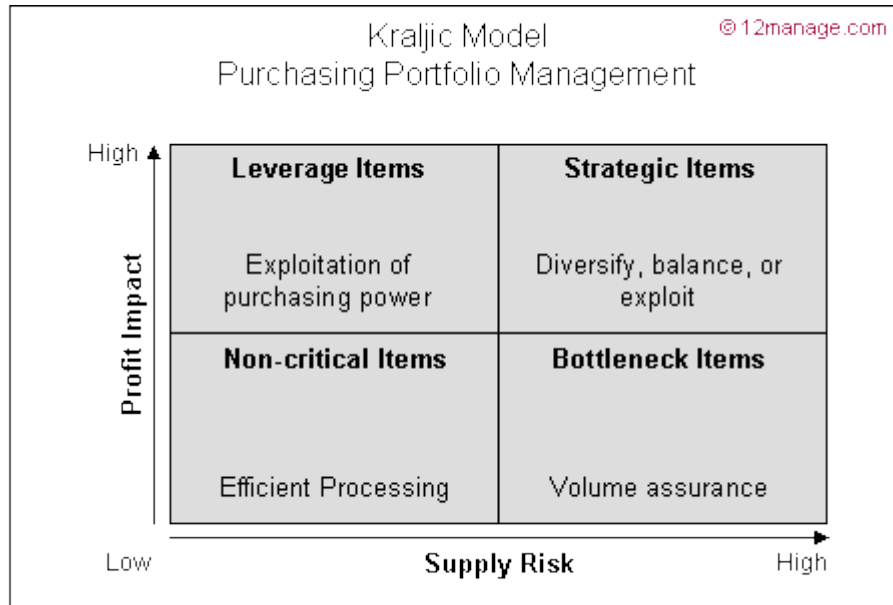 © 12manage.com
Kraljic Model
Purchasing Portfolio Management
High
Leverage Items
Strategic Items
Exploitation of
purchasing power
Diversify, balance, or
exploit
Profit Impact
Non-critical Items
Bottleneck Items
Efficient Processing
Volume assurance
Low
Supply Risk
High